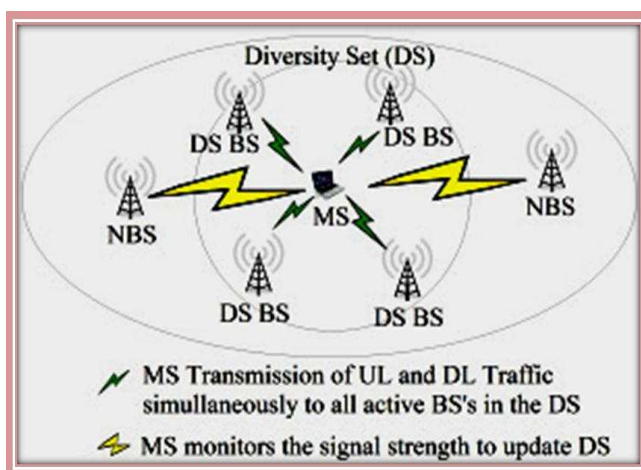 Diversity Set (DS)
DS BS
DS BS
NBS
MS
NBS
DS BS
DS BS
MS Transmission of UL and DL Traffic
simultaneously to all active BS's in the DS
MS monitors the signal strength to update DS